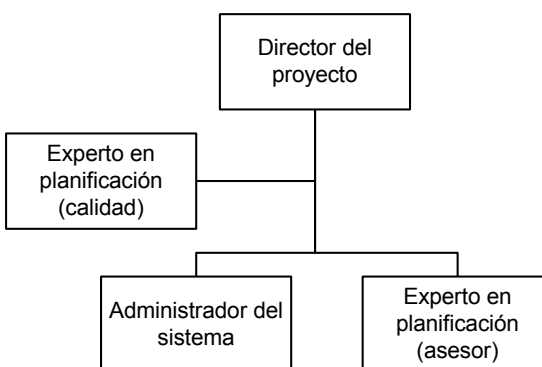 Director del
proyecto
Experto en
planificación
(calidad)
Administrador del
sistema
Experto en
planificación
(asesor)